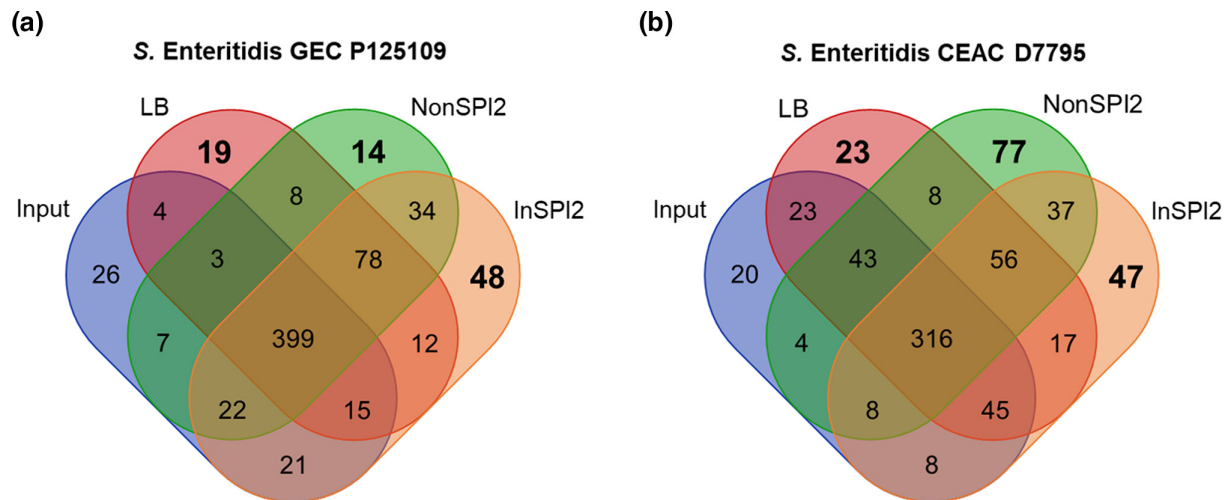 (a)
S. Enteritidis GEC P125109
LB
NonSPI2
Input
InSPI2
19
14
8
4
34
3
78
26
48
7
399
12
22
15
21
(b)
S. Enteritidis CEAC D7795
LB
NonSPI2
Input
InSPI2
23
77
8
23
37
43
56
20
47
4
316
17
8
45
8